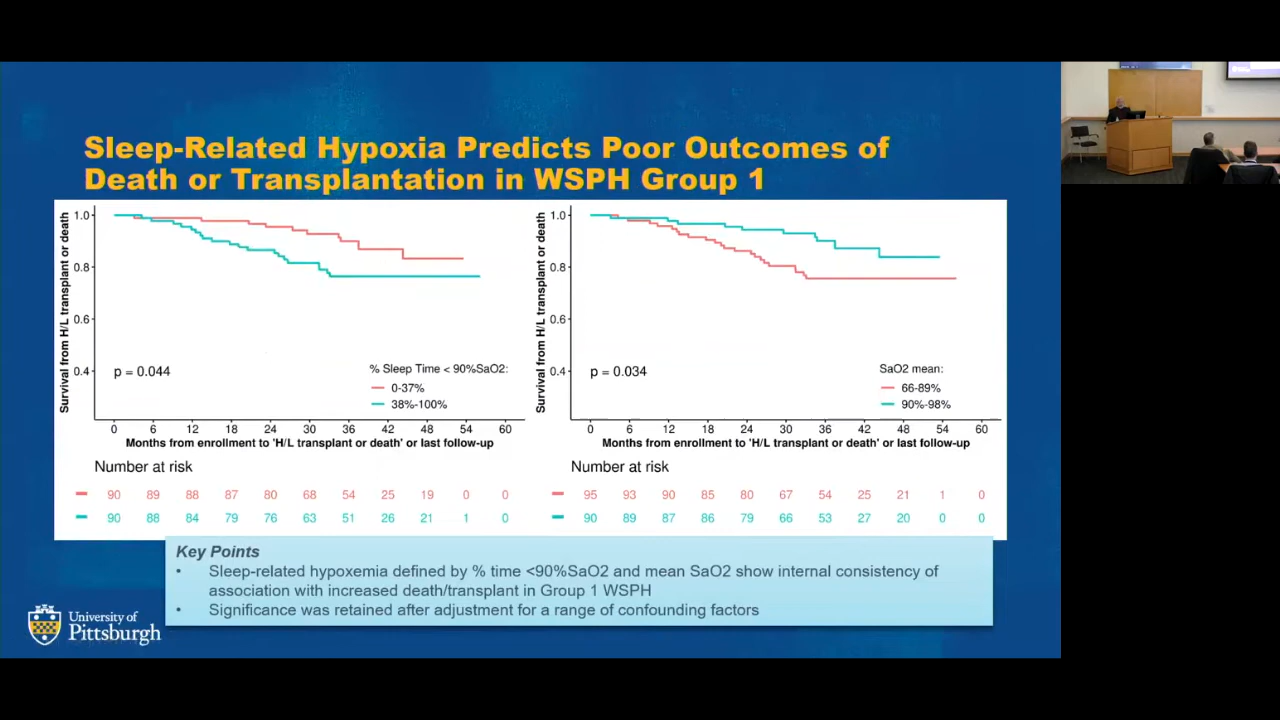 Sleep-Related Hypoxia Predicts Poor Outcomes of
Death or Transplantation in WSPH Group 1
Survival from H/L transplant or death
1.0
0.8
0.6
0.4
p = 0.044
% Sleep Time < 90%SaO2:
0-37%
38%-100%
0 6 12 18 24 30 36 42 48 54 60
Months from enrollment to 'H/L transplant or death' or last follow-up
Number at risk
90 89 88 87 80 68 54 25 19 0 0
90 88 84 79 76 63 51 26 21 1 0
Survival from H/L transplant or death
1.0
0.8
0.6
0.4
p = 0.034
SaO2 mean:
66-89%
90%-98%
0 6 12 18 24 30 36 42 48 54 60
Months from enrollment to 'H/L transplant or death' or last follow-up
Number at risk
95 93 90 85 80 67 54 25 21 1 0
90 89 87 86 79 66 53 27 20 0 0
Key Points
• Sleep-related hypoxemia defined by % time <90%SaO2 and mean SaO2 show internal consistency of
association with increased death/transplant in Group 1 WSPH
• Significance was retained after adjustment for a range of confounding factors
University of
Pittsburgh